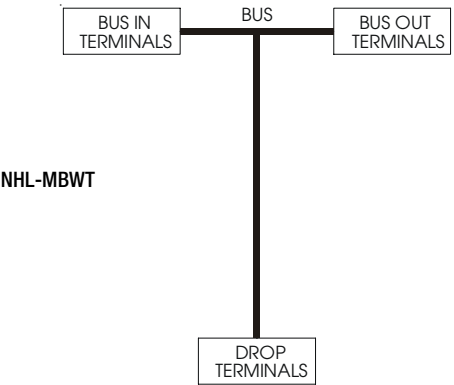 BUS IN
TERMINALS
BUS
BUS OUT
TERMINALS
NHL-MBWT
DROP
TERMINALS